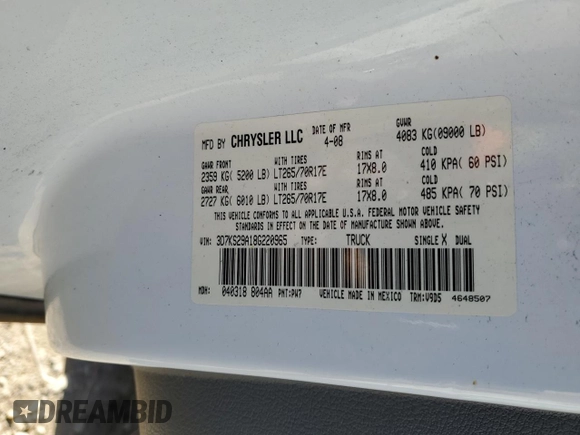 MFD BY CHRYSLER LLC DATE OF MFR 4-08 GVWR 4083 KG(09000 LB)
GAWR FRONT WITH TIRES RIMS AT COLD
2359 KG( 5200 LB) LT265/70R17E 17X8.0 410 KPA( 60 PSI)
GAWR REAR WITH TIRES RIMS AT COLD
2727 KG( 6010 LB) LT265/70R17E 17X8.0 485 KPA( 70 PSI)
THIS VEHICLE CONFORMS TO ALL APPLICABLE U.S.A. FEDERAL MOTOR VEHICLE SAFETY
STANDARDS IN EFFECT ON THE DATE OF MANUFACTURE SHOWN ABOVE.
VIN: 3D7KS29A18G220965 TYPE: TRUCK SINGLE X DUAL
MDH: 040318 B04AA PNT:PW7 VEHICLE MADE IN MEXICO TRM:V9D5 4648507
DREAMBID